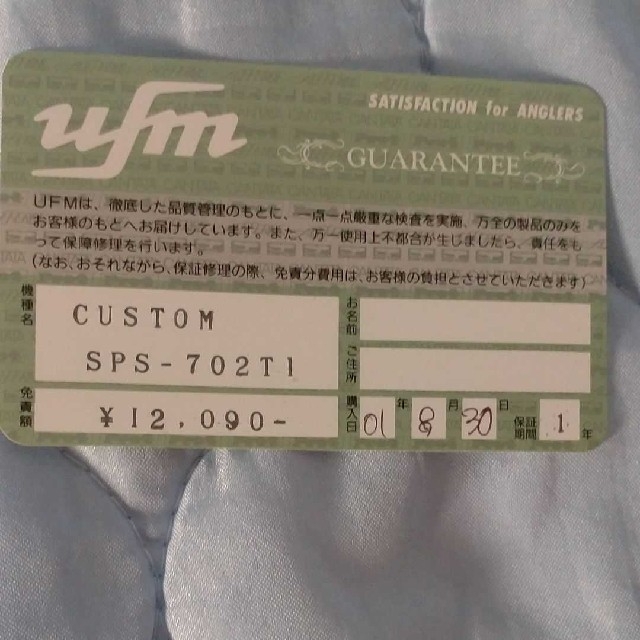 ufm
SATISFACTION for ANGLERS
GUARANTEE
UFMは、徹底した品質管理のもとに、一点一点厳重な検査を実施、万全の製品のみを
お客様のもとへお届けしています。また、万一使用上不都合が生じましたら、責任をも
って保障修理を行います。
(なお、おそれながら、保証修理の際、免責分費用は、お客様の負担とさせていただきます)
機種名
CUSTOM
SPS-702T1
お名前
ご住所
免責額
¥12,090-
購入日 01年 8月 30日 保証期間 1年